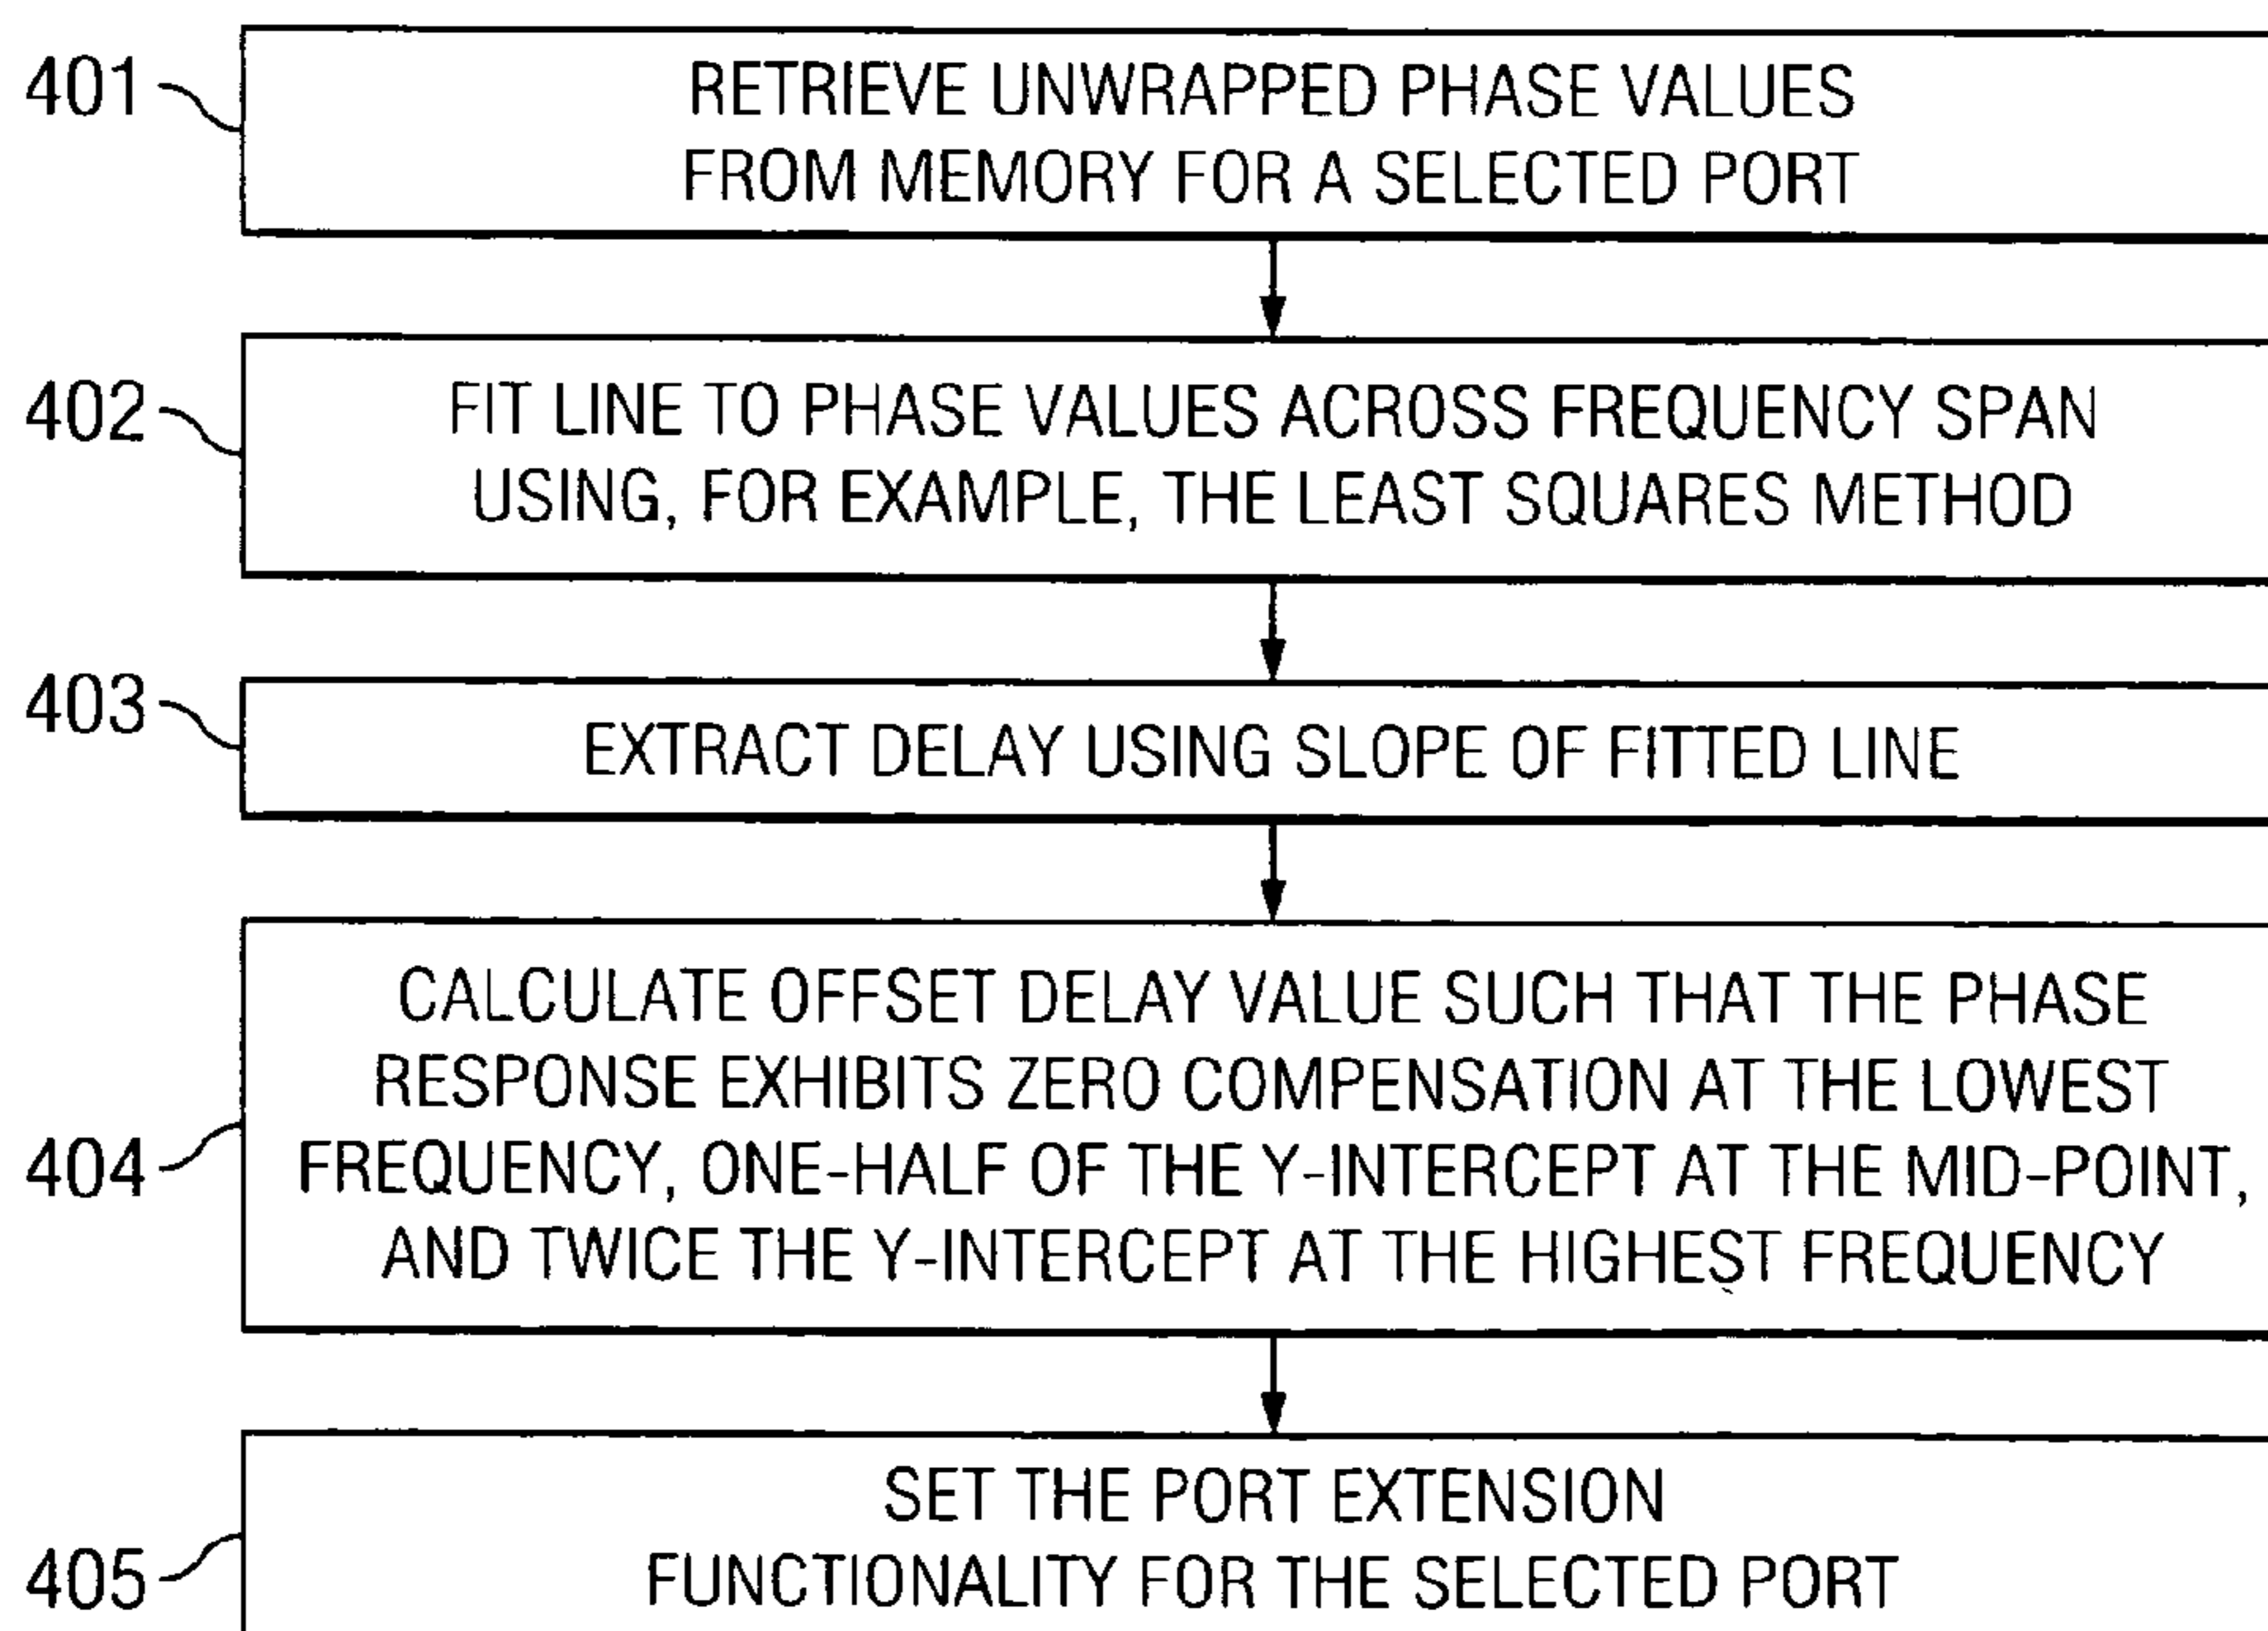 401
RETRIEVE UNWRAPPED PHASE VALUES
FROM MEMORY FOR A SELECTED PORT
402
FIT LINE TO PHASE VALUES ACROSS FREQUENCY SPAN
USING, FOR EXAMPLE, THE LEAST SQUARES METHOD
403
EXTRACT DELAY USING SLOPE OF FITTED LINE
404
CALCULATE OFFSET DELAY VALUE SUCH THAT THE PHASE
RESPONSE EXHIBITS ZERO COMPENSATION AT THE LOWEST
FREQUENCY, ONE-HALF OF THE Y-INTERCEPT AT THE MID-POINT,
AND TWICE THE Y-INTERCEPT AT THE HIGHEST FREQUENCY
405
SET THE PORT EXTENSION
FUNCTIONALITY FOR THE SELECTED PORT